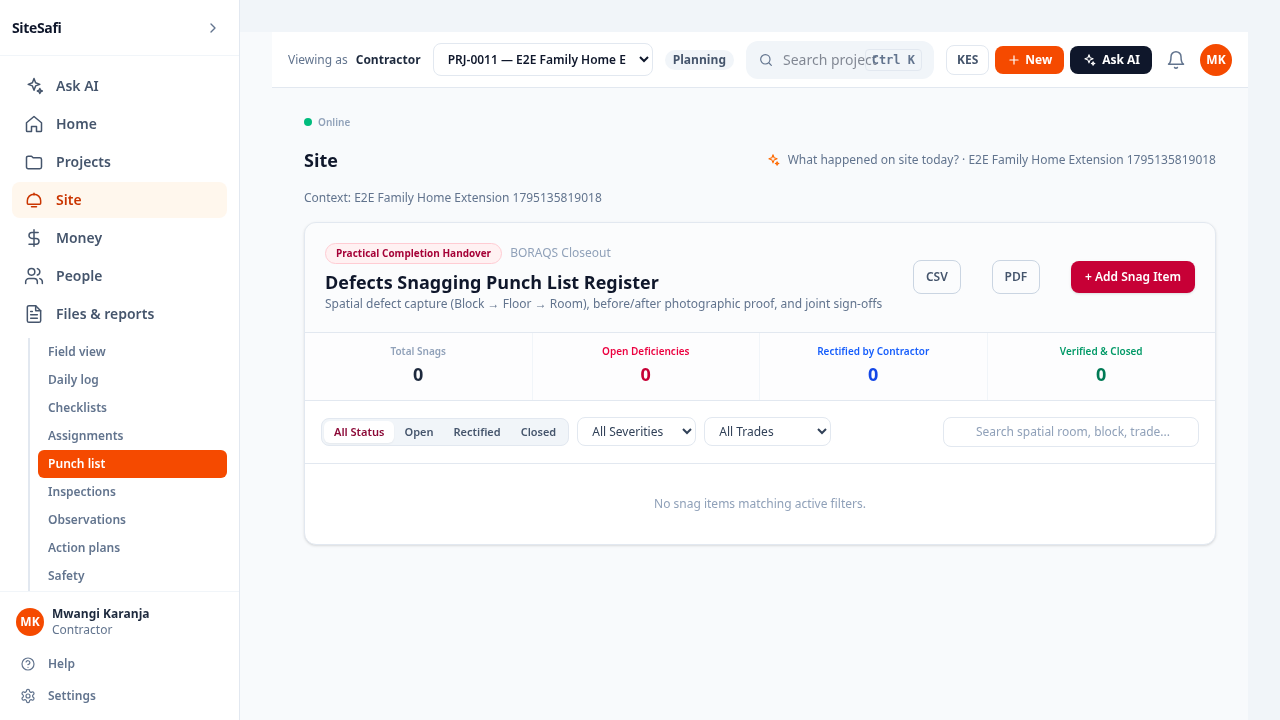 SiteSafi
Ask AI
Home
Projects
Site
Money
People
Files & reports
Field view
Daily log
Checklists
Assignments
Punch list
Inspections
Observations
Action plans
Safety
MK
Mwangi Karanja
Contractor
Help
Settings
Viewing as Contractor
PRJ-0011 — E2E Family Home E
Planning
Search project
Ctrl K
KES
New
Ask AI
MK
Online
Site
What happened on site today? · E2E Family Home Extension 1795135819018
Context: E2E Family Home Extension 1795135819018
Practical Completion Handover
BORAQS Closeout
Defects Snagging Punch List Register
Spatial defect capture (Block → Floor → Room), before/after photographic proof, and joint sign-offs
CSV
PDF
+ Add Snag Item
Total Snags
0
Open Deficiencies
0
Rectified by Contractor
0
Verified & Closed
0
All Status
Open
Rectified
Closed
All Severities
All Trades
Search spatial room, block, trade...
No snag items matching active filters.